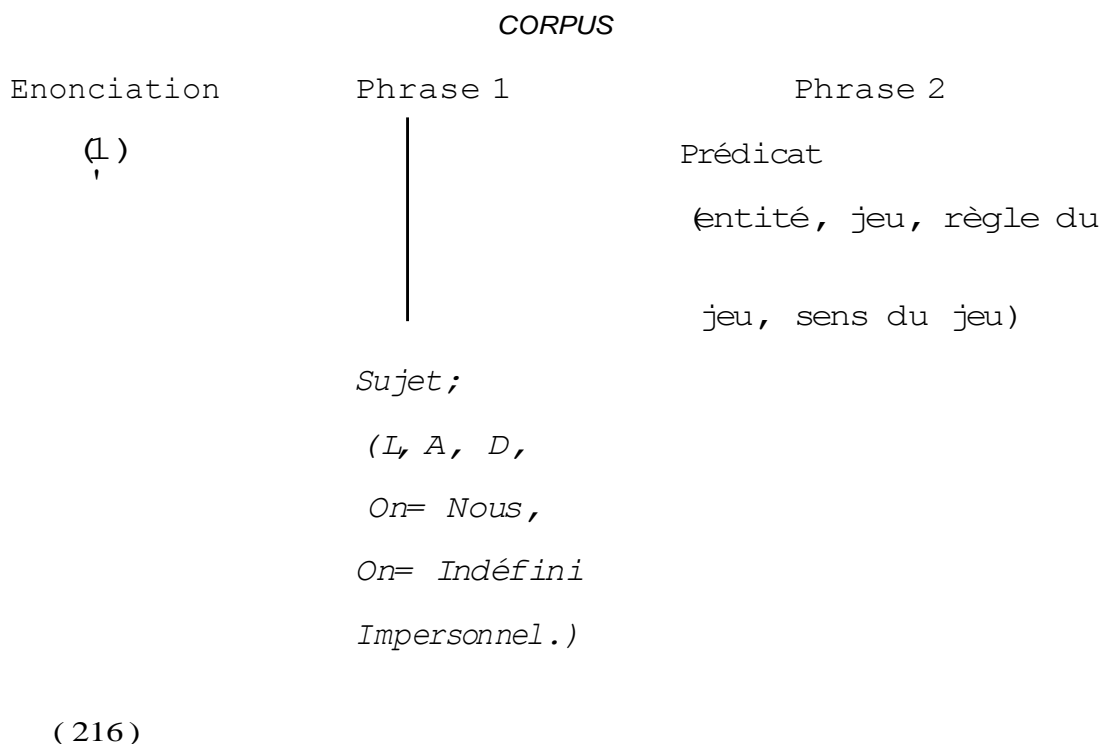 CORPUS
Enonciation Phrase 1 Phrase 2
(1) Prédicat
(entité, jeu, règle du
jeu, sens du jeu)
Sujet;
(L, A, D,
On= Nous,
On= Indéfini
Impersonnel.)
(216)